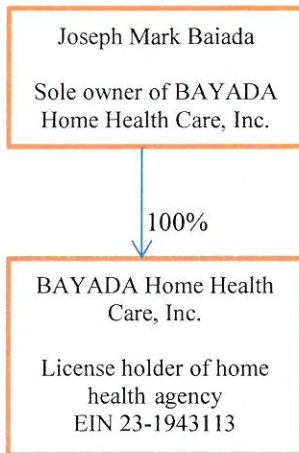 Joseph Mark Baiada
Sole owner of BAYADA
Home Health Care, Inc.
100%
BAYADA Home Health
Care, Inc.
License holder of home
health agency
EIN 23-1943113